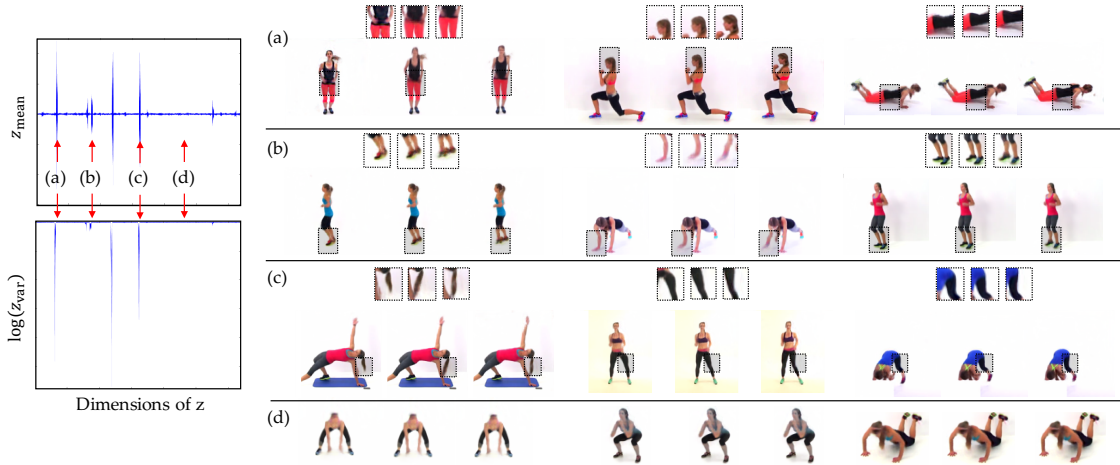 z_mean
(a) (b) (c) (d)
log(z_var.)
Dimensions of z
(a)
(b)
(c)
(d)